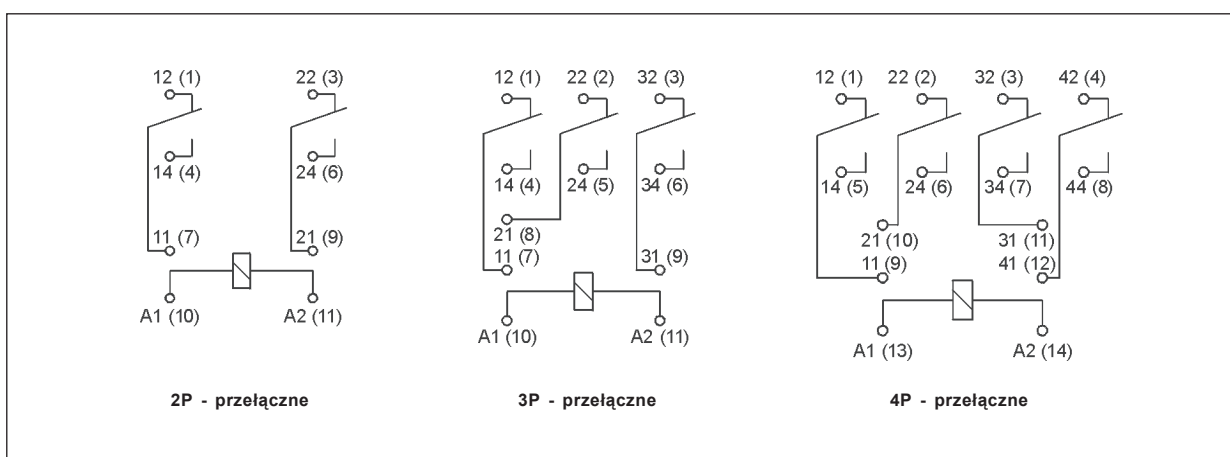 12 (1) 22 (3)
14 (4) 24 (6)
11 (7) 21 (9)
A1 (10) A2 (11)
2P - przełączne
12 (1) 22 (2) 32 (3)
14 (4) 24 (5) 34 (6)
21 (8)
11 (7) 31 (9)
A1 (10) A2 (11)
3P - przełączne
12 (1) 22 (2) 32 (3) 42 (4)
14 (5) 24 (6) 34 (7) 44 (8)
21 (10) 31 (11)
11 (9) 41 (12)
A1 (13) A2 (14)
4P - przełączne